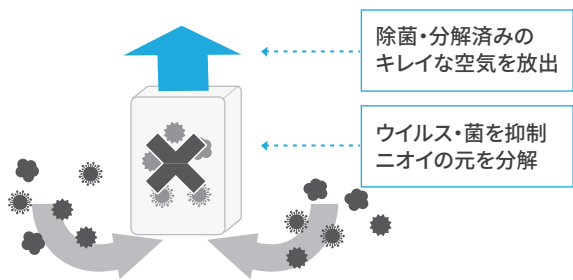 除菌・分解済みの
キレイな空気を放出
ウイルス・菌を抑制
ニオイの元を分解